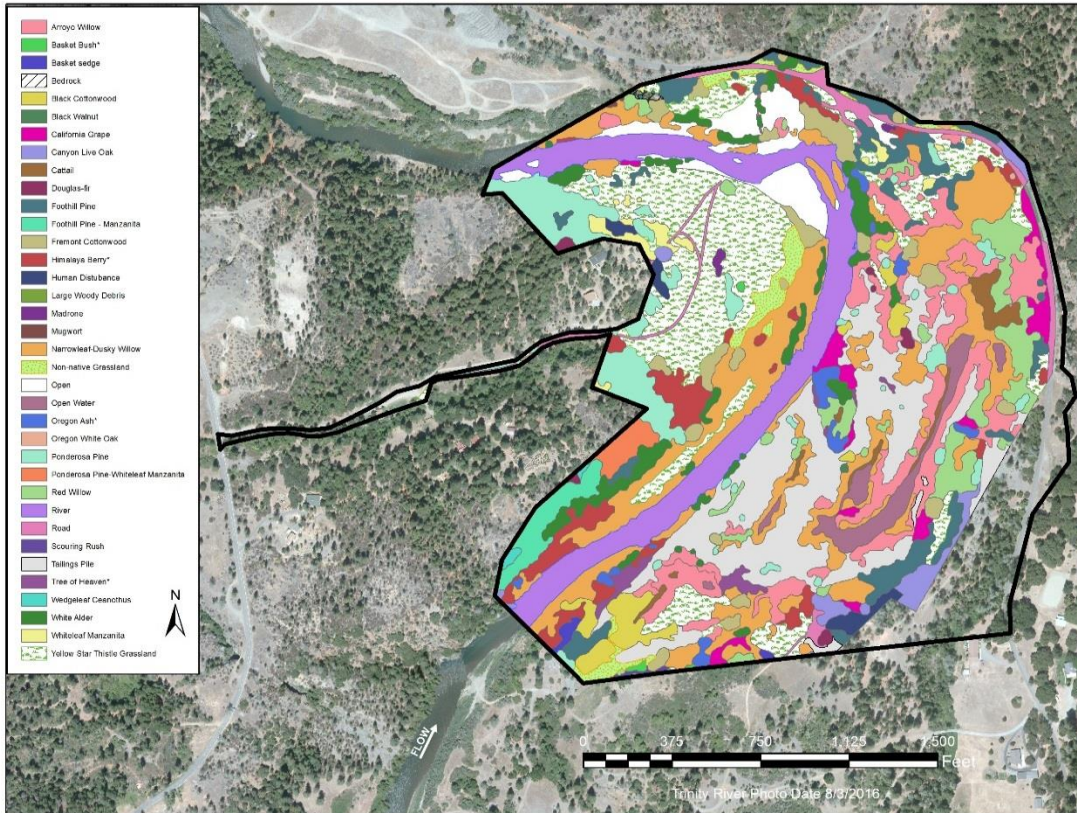 Arroyo Willow
Basket Bush*
Basket sedge
Bedrock
Black Cottonwood
Black Walnut
California Grape
Canyon Live Oak
Cattail
Douglas-fir
Foothill Pine
Foothill Pine - Manzanita
Fremont Cottonwood
Himalaya Berry*
Human Distubance
Large Woody Debris
Madrone
Mugwort
Narrowleaf-Dusky Willow
Non-native Grassland
Open
Open Water
Oregon Ash*
Oregon White Oak
Ponderosa Pine
Ponderosa Pine-Whiteleaf Manzanita
Red Willow
River
Road
Scouring Rush
Tailings Pile
Tree of Heaven*
Wedgeleaf Ceanothus
White Alder
Whiteleaf Manzanita
Yellow Star Thistle Grassland
N
FLOW
0 375 750 1,125 1,500
Feet
Trinity River Photo Date 8/3/2016